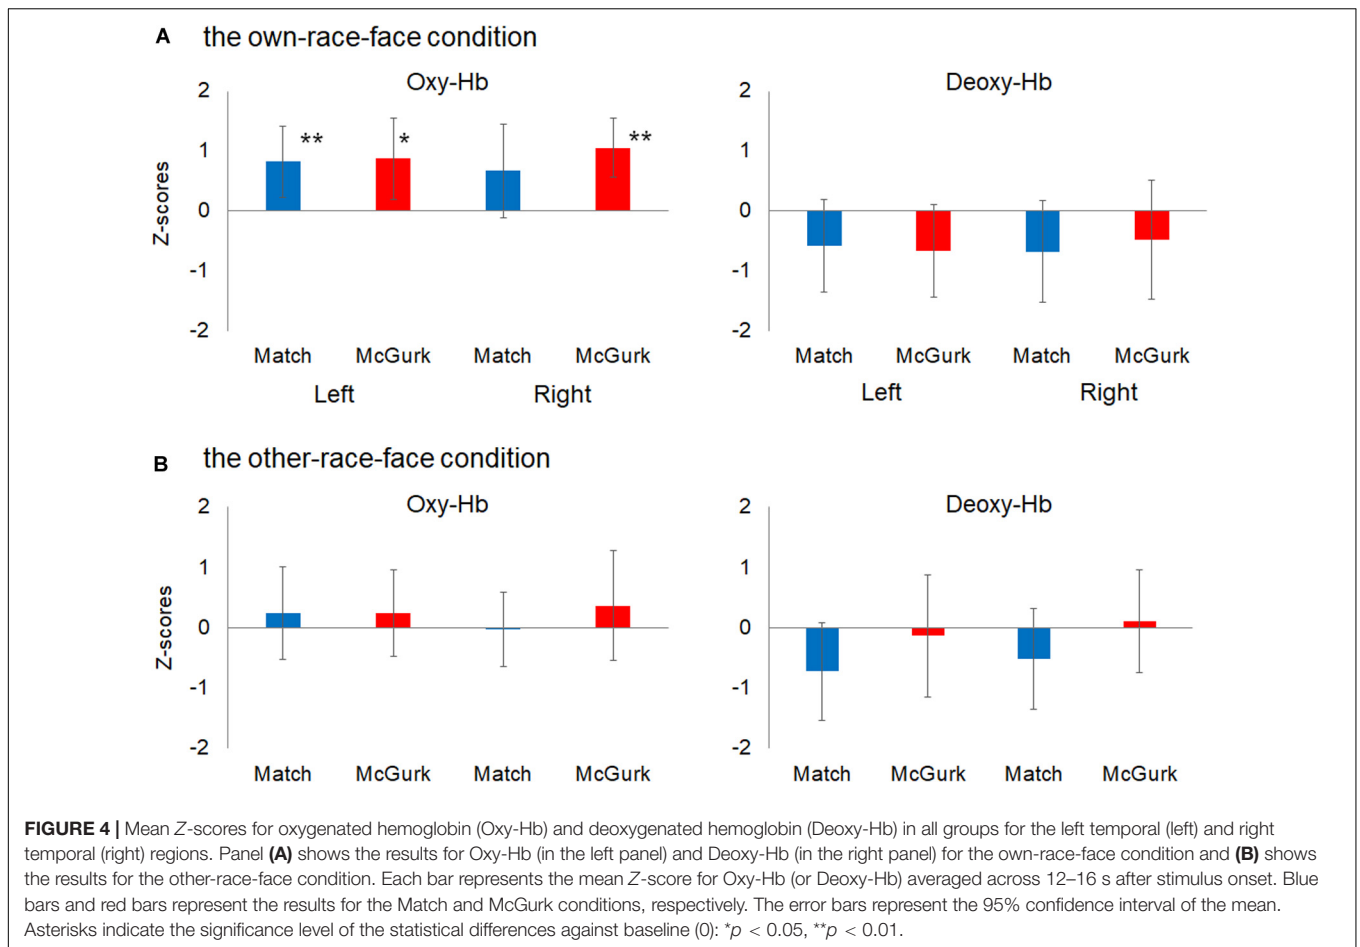 A the own-race-face condition
Oxy-Hb
Deoxy-Hb
2
1
0
-1
-2
Z-scores
**
*
**
Match McGurk Match McGurk
Left Right
2
1
0
-1
-2
Match McGurk Match McGurk
Left Right
B the other-race-face condition
Oxy-Hb
Deoxy-Hb
2
1
0
-1
-2
Z-scores
Match McGurk Match McGurk
2
1
0
-1
-2
Match McGurk Match McGurk
FIGURE 4 | Mean Z-scores for oxygenated hemoglobin (Oxy-Hb) and deoxygenated hemoglobin (Deoxy-Hb) in all groups for the left temporal (left) and right
temporal (right) regions. Panel (A) shows the results for Oxy-Hb (in the left panel) and Deoxy-Hb (in the right panel) for the own-race-face condition and (B) shows
the results for the other-race-face condition. Each bar represents the mean Z-score for Oxy-Hb (or Deoxy-Hb) averaged across 12–16 s after stimulus onset. Blue
bars and red bars represent the results for the Match and McGurk conditions, respectively. The error bars represent the 95% confidence interval of the mean.
Asterisks indicate the significance level of the statistical differences against baseline (0): *p < 0.05, **p < 0.01.